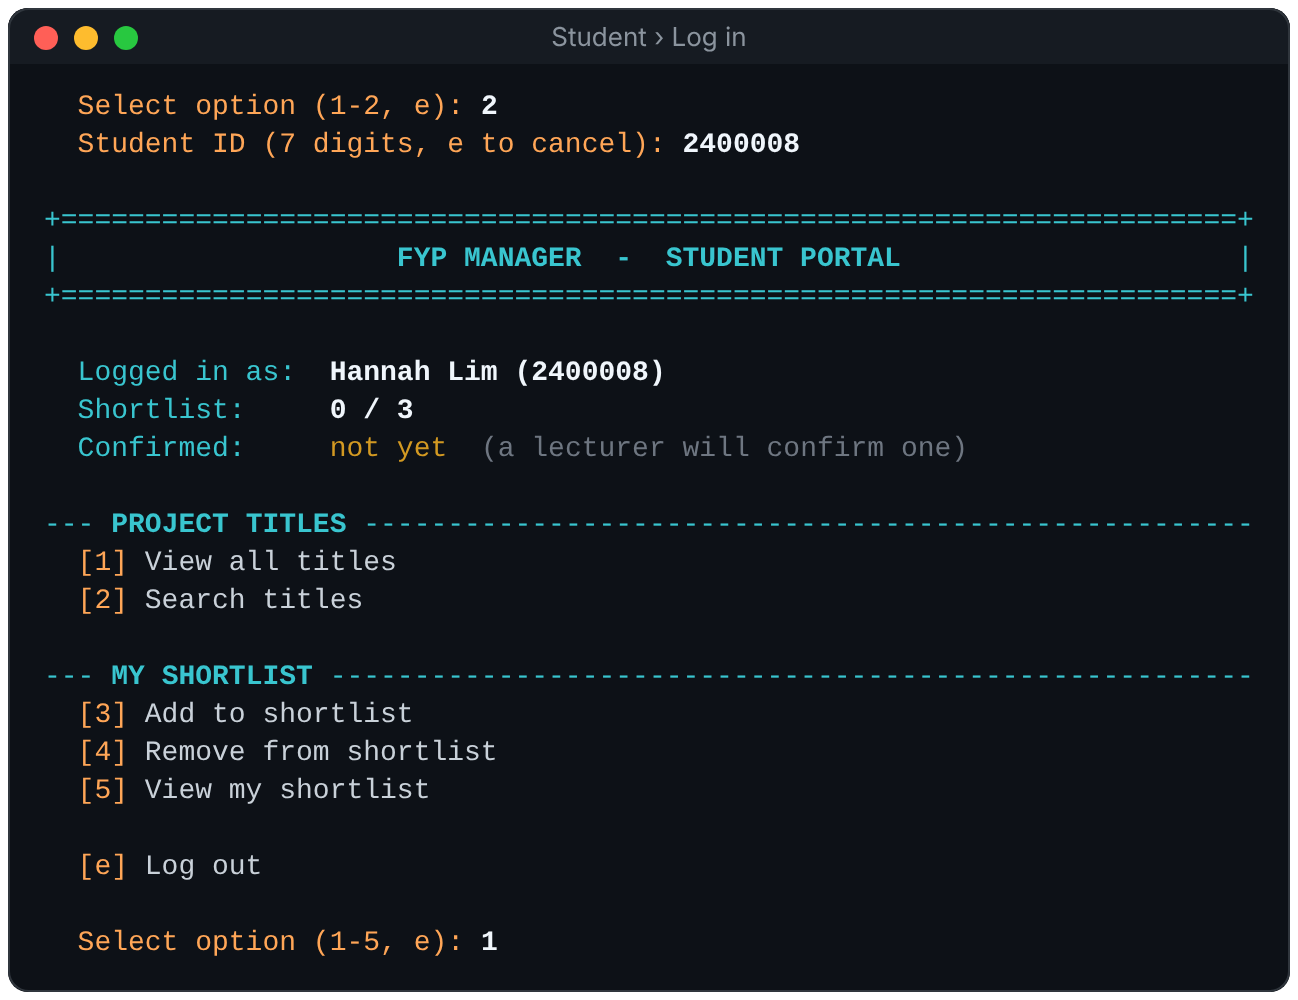 Student › Log in
Select option (1-2, e): 2
Student ID (7 digits, e to cancel): 2400008
+======================================================================+
|                    FYP MANAGER  -  STUDENT PORTAL                    |
+======================================================================+
Logged in as:  Hannah Lim (2400008)
Shortlist:     0 / 3
Confirmed:     not yet  (a lecturer will confirm one)
--- PROJECT TITLES -----------------------------------------------------
[1] View all titles
[2] Search titles
--- MY SHORTLIST -------------------------------------------------------
[3] Add to shortlist
[4] Remove from shortlist
[5] View my shortlist
[e] Log out
Select option (1-5, e): 1